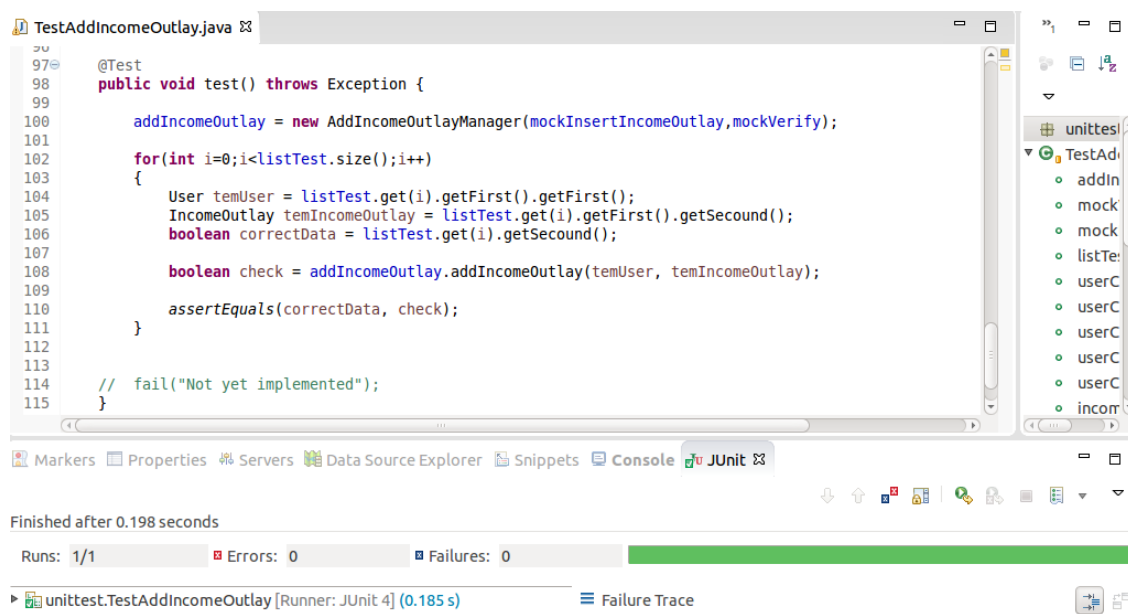 TestAddIncomeOutlay.java
96
97 @Test
98 public void test() throws Exception {
99
100 addIncomeOutlay = new AddIncomeOutlayManager(mockInsertIncomeOutlay,mockVerify);
101
102 for(int i=0;i<listTest.size();i++)
103 {
104 User temUser = listTest.get(i).getFirst().getFirst();
105 IncomeOutlay temIncomeOutlay = listTest.get(i).getFirst().getSecound();
106 boolean correctData = listTest.get(i).getSecound();
107
108 boolean check = addIncomeOutlay.addIncomeOutlay(temUser, temIncomeOutlay);
109
110 assertEquals(correctData, check);
111 }
112
113
114 // fail("Not yet implemented");
115 }
»1
unittest
TestAd
addIn
mock
mock
listTes
userC
userC
userC
userC
userC
incom
Markers Properties Servers Data Source Explorer Snippets Console JUnit
Finished after 0.198 seconds
Runs: 1/1 Errors: 0 Failures: 0
unittest.TestAddIncomeOutlay [Runner: JUnit 4] (0.185 s) Failure Trace